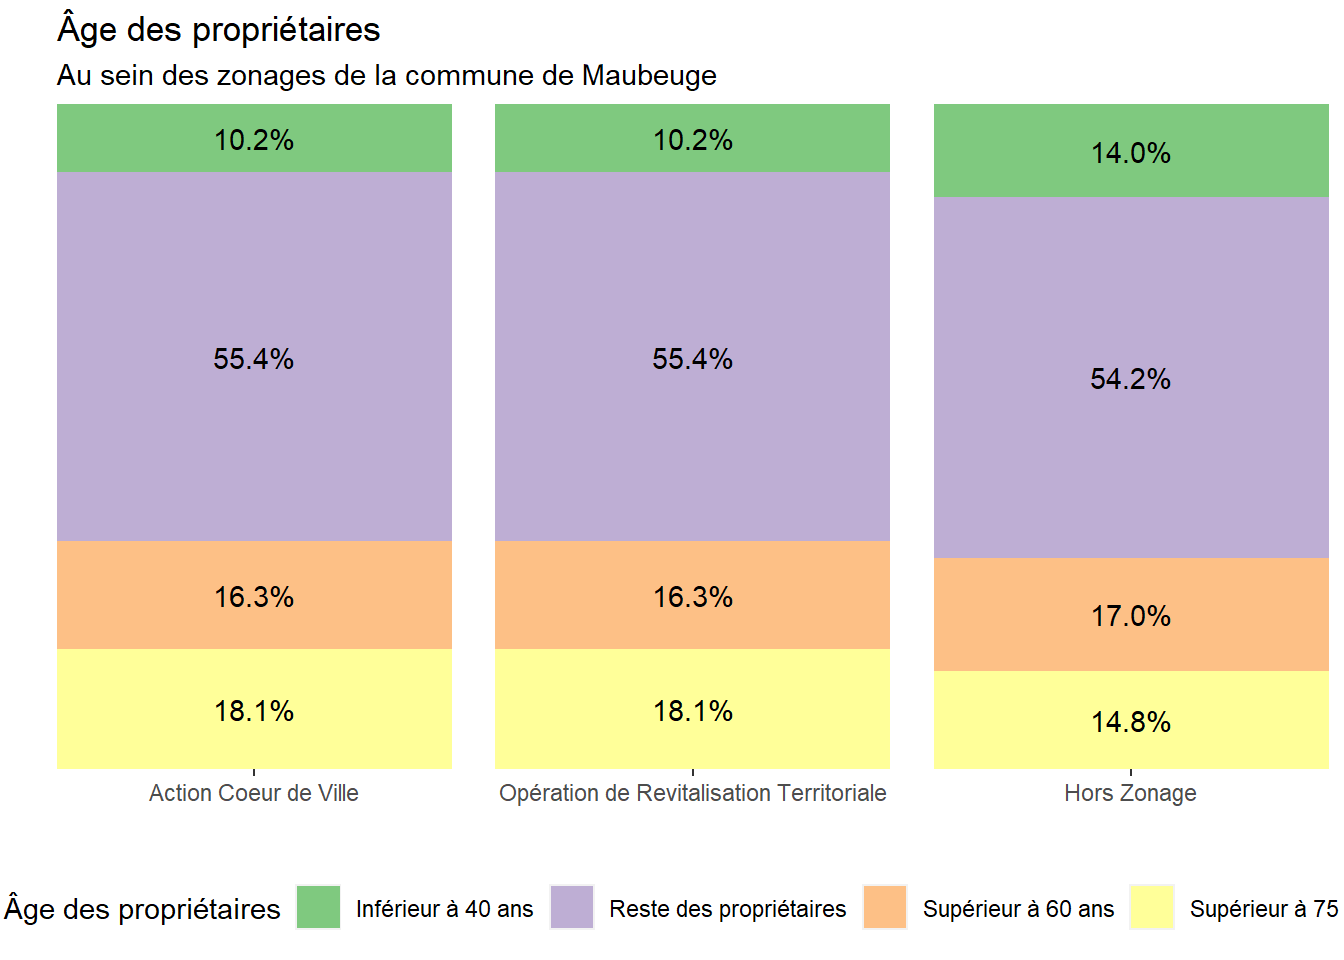 Âge des propriétaires
Au sein des zonages de la commune de Maubeuge
10.2% 10.2% 14.0%
55.4% 55.4% 54.2%
16.3% 16.3% 17.0%
18.1% 18.1% 14.8%
Action Coeur de Ville Opération de Revitalisation Territoriale Hors Zonage
Âge des propriétaires Inférieur à 40 ans Reste des propriétaires Supérieur à 60 ans Supérieur à 75